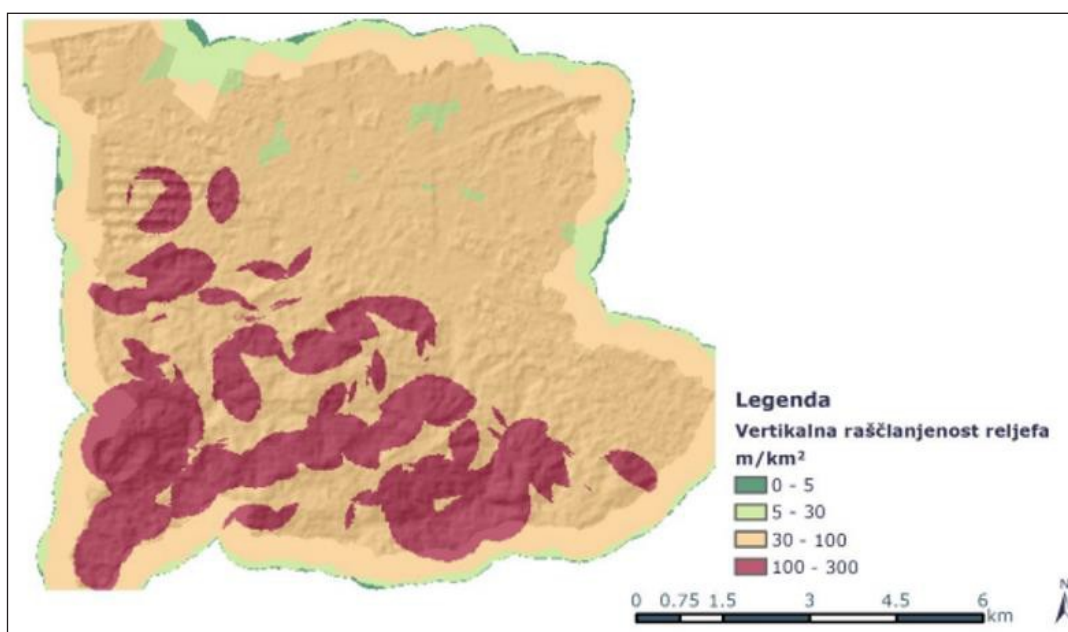 Legenda
Vertikalna raščlanjenost reljefa
m/km²
0 - 5
5 - 30
30 - 100
100 - 300
N
0 0.75 1.5 3 4.5 6
km